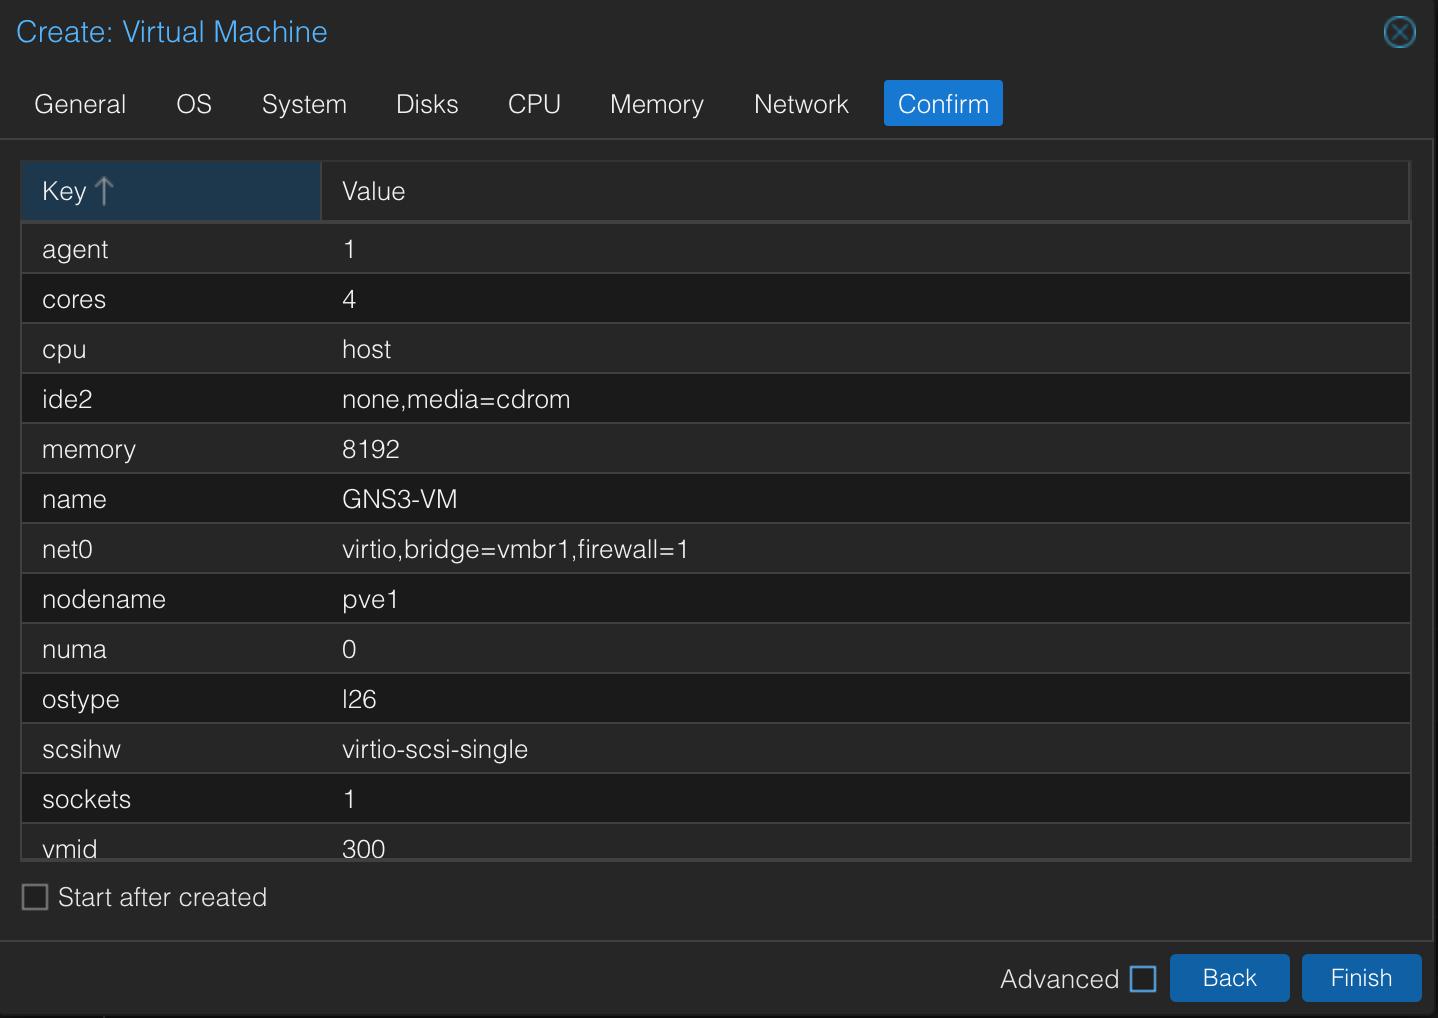 Create: Virtual Machine
General OS System Disks CPU Memory Network Confirm
Key Value
agent 1
cores 4
cpu host
ide2 none,media=cdrom
memory 8192
name GNS3-VM
net0 virtio,bridge=vmbr1,firewall=1
nodename pve1
numa 0
ostype l26
scsihw virtio-scsi-single
sockets 1
vmid 300
Start after created
Advanced Back Finish